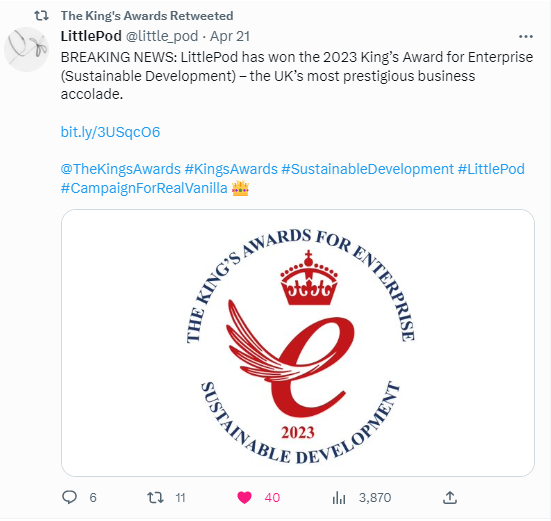 The King's Awards Retweeted
LittlePod @little_pod · Apr 21
BREAKING NEWS: LittlePod has won the 2023 King's Award for Enterprise
(Sustainable Development) – the UK's most prestigious business
accolade.
bit.ly/3USqcO6
@TheKingsAwards #KingsAwards #SustainableDevelopment #LittlePod
#CampaignForRealVanilla 👑
THE KING'S AWARDS FOR ENTERPRISE
e
2023
SUSTAINABLE DEVELOPMENT
6 11 40 3,870